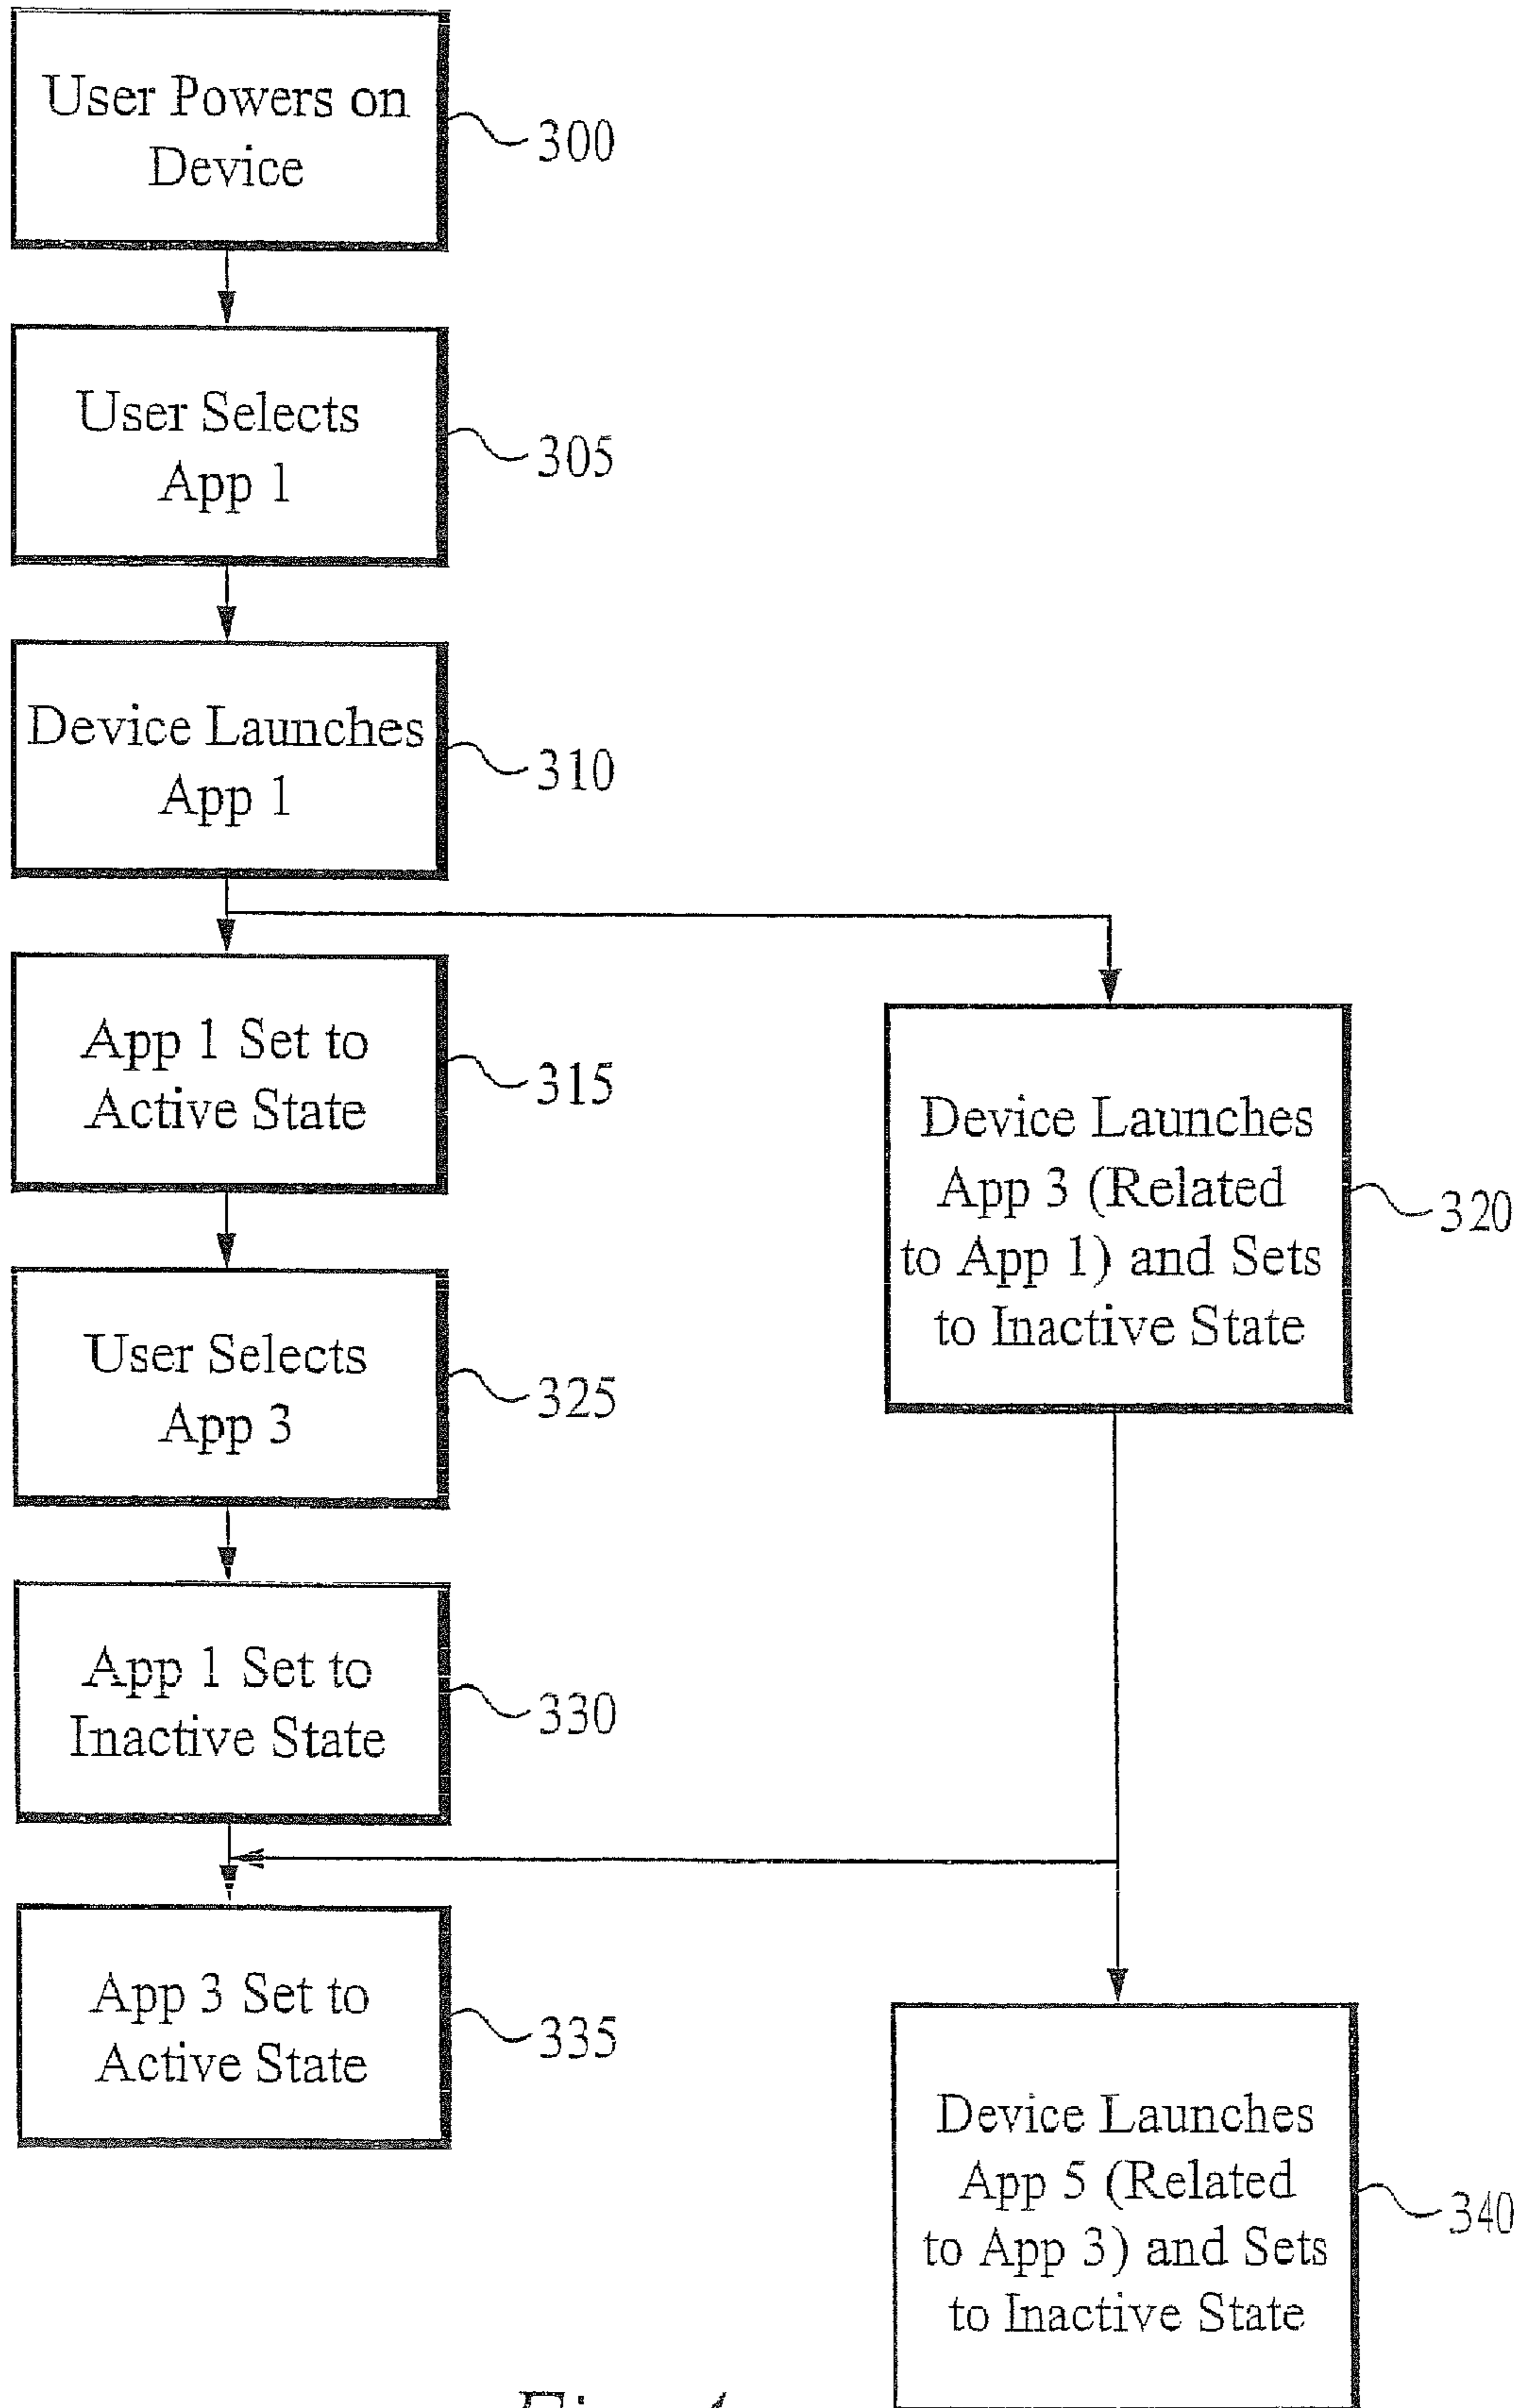 User Powers on
Device
300
User Selects
App 1
305
Device Launches
App 1
310
App 1 Set to
Active State
315
Device Launches
App 3 (Related
to App 1) and Sets
to Inactive State
320
User Selects
App 3
325
App 1 Set to
Inactive State
330
App 3 Set to
Active State
335
Device Launches
App 5 (Related
to App 3) and Sets
to Inactive State
340